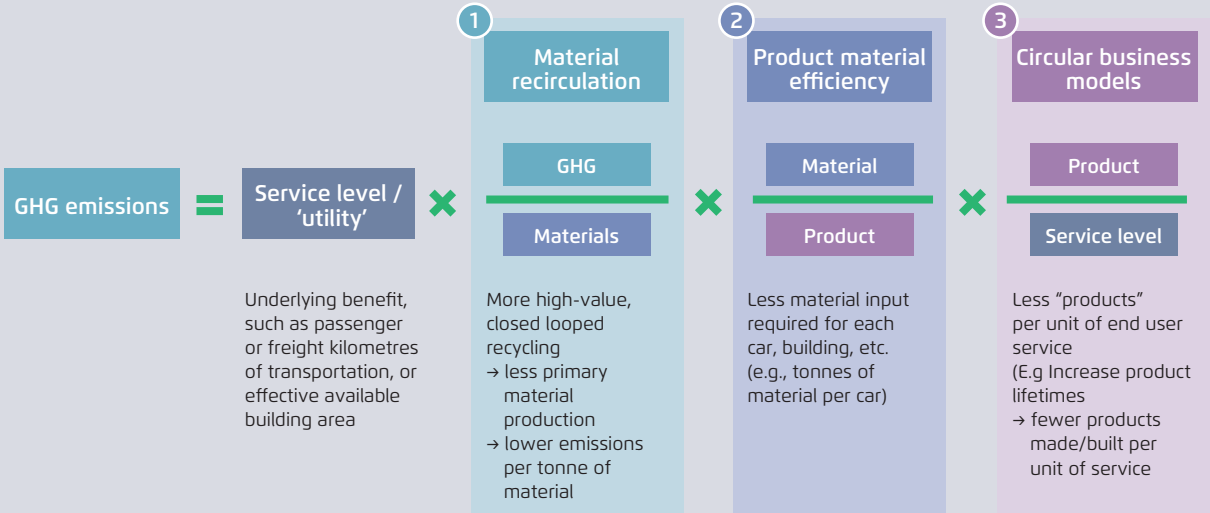 1
Material
recirculation
2
Product material
efficiency
3
Circular business
models
GHG emissions
=
Service level /
‘utility’
×
GHG
Materials
×
Material
Product
×
Product
Service level
Underlying benefit,
such as passenger
or freight kilometres
of transportation, or
effective available
building area
More high-value,
closed looped
recycling
→ less primary
material
production
→ lower emissions
per tonne of
material
Less material input
required for each
car, building, etc.
(e.g., tonnes of
material per car)
Less “products”
per unit of end user
service
(E.g Increase product
lifetimes
→ fewer products
made/built per
unit of service